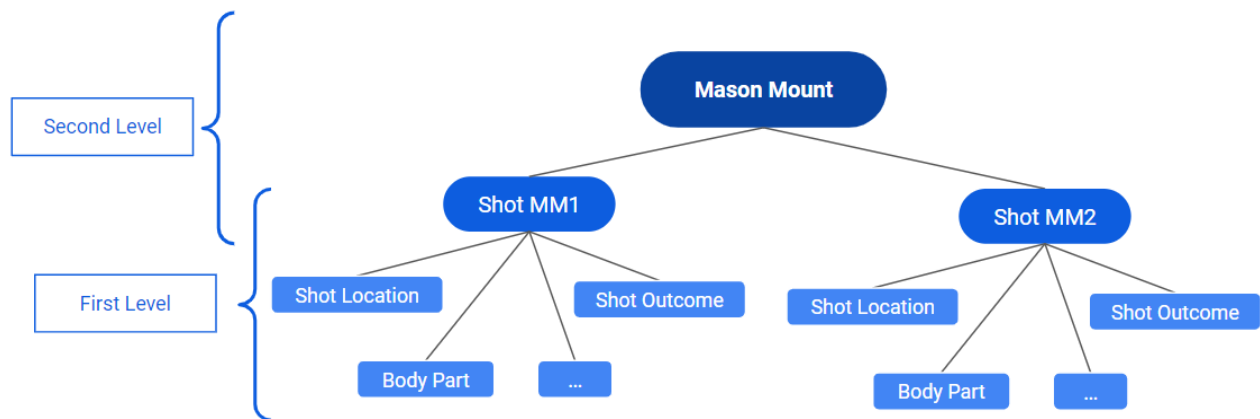 Mason Mount
Second Level
Shot MM1
Shot MM2
First Level
Shot Location
Shot Outcome
Body Part
...
Shot Location
Shot Outcome
Body Part
...